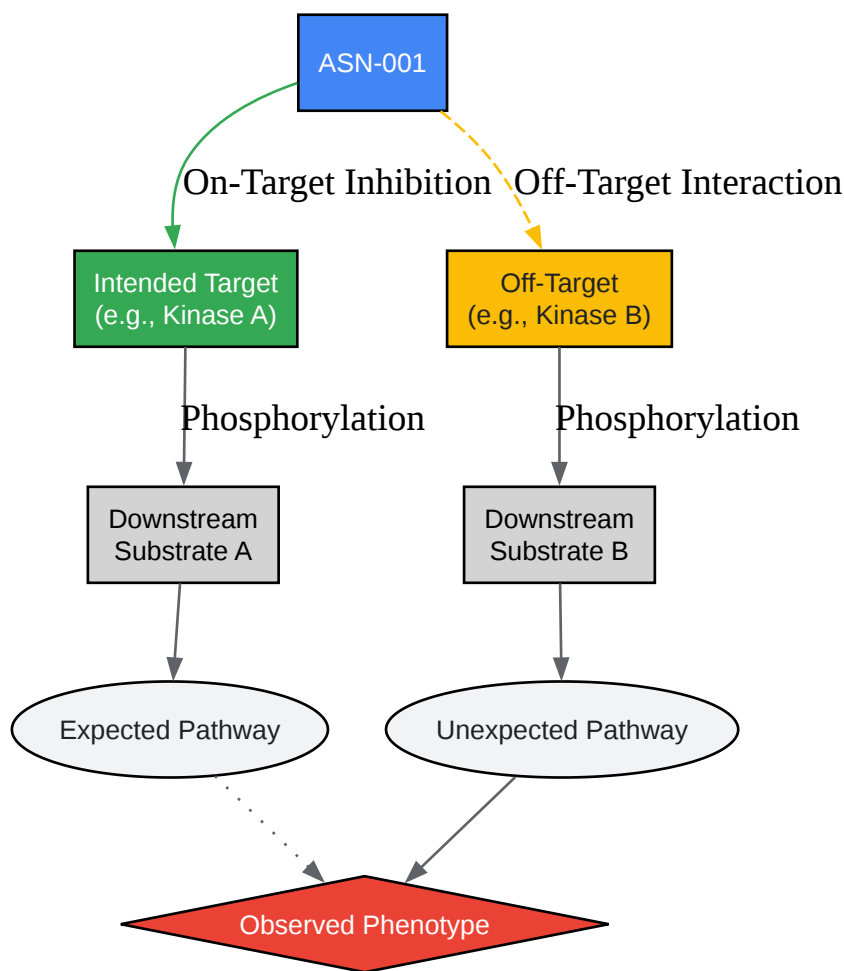 ASN-001
On-Target Inhibition
Off-Target Interaction
Intended Target
(e.g., Kinase A)
Off-Target
(e.g., Kinase B)
Phosphorylation
Phosphorylation
Downstream
Substrate A
Downstream
Substrate B
Expected Pathway
Unexpected Pathway
Observed Phenotype